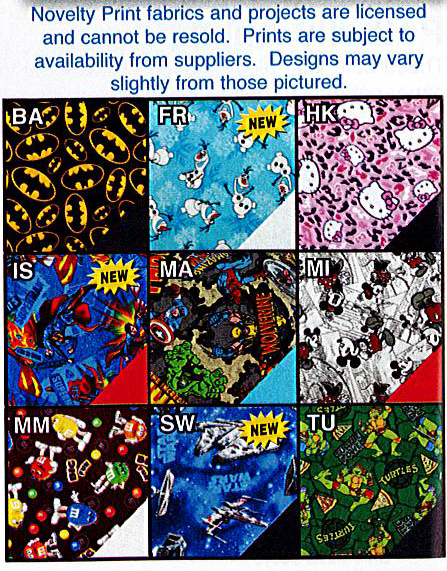 Novelty Print fabrics and projects are licensed
and cannot be resold. Prints are subject to
availability from suppliers. Designs may vary
slightly from those pictured.
BA
FR
NEW
HK
IS
NEW
MA
WOLVERINE
MI
MM
SW
NEW
STAR
WARS
TU
TURTLES
TURTLES